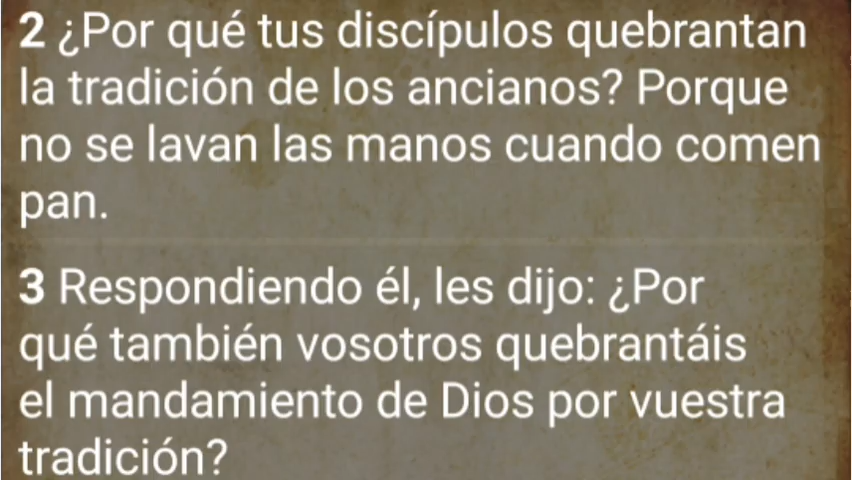 2 ¿Por qué tus discípulos quebrantan
la tradición de los ancianos? Porque
no se lavan las manos cuando comen
pan.
3 Respondiendo él, les dijo: ¿Por
qué también vosotros quebrantáis
el mandamiento de Dios por vuestra
tradición?